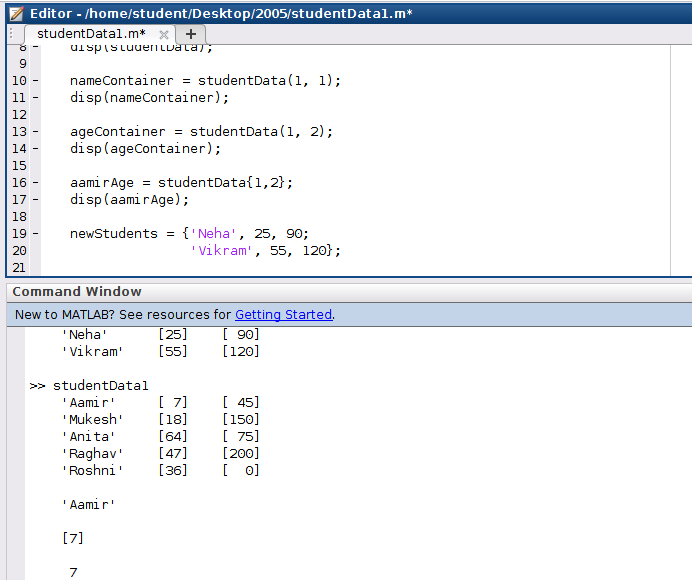 Editor - /home/student/Desktop/2005/studentData1.m*
studentData1.m* × +
8 - disp(studentData);
9
10 - nameContainer = studentData(1, 1);
11 - disp(nameContainer);
12
13 - ageContainer = studentData(1, 2);
14 - disp(ageContainer);
15
16 - aamirAge = studentData{1,2};
17 - disp(aamirAge);
18
19 - newStudents = {'Neha', 25, 90;
20 'Vikram', 55, 120};
21
Command Window
New to MATLAB? See resources for Getting Started.
'Neha' [25] [ 90]
'Vikram' [55] [120]
>> studentData1
'Aamir' [ 7] [ 45]
'Mukesh' [18] [150]
'Anita' [64] [ 75]
'Raghav' [47] [200]
'Roshni' [36] [ 0]
'Aamir'
[7]
7